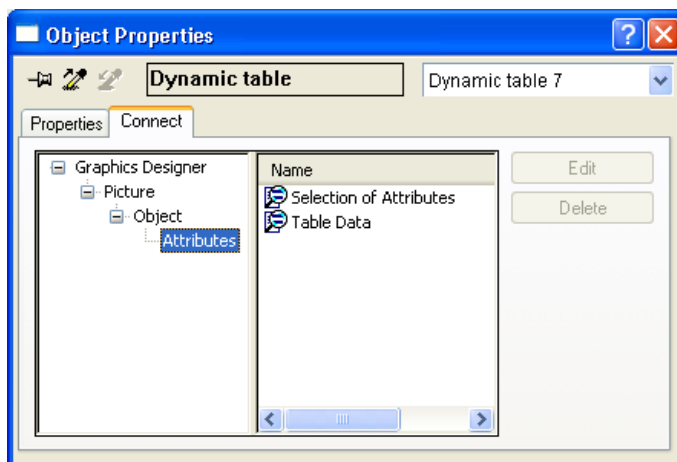 Object Properties
Dynamic table
Dynamic table 7
Properties
Connect
Graphics Designer
Picture
Object
Attributes
Name
Selection of Attributes
Table Data
Edit
Delete